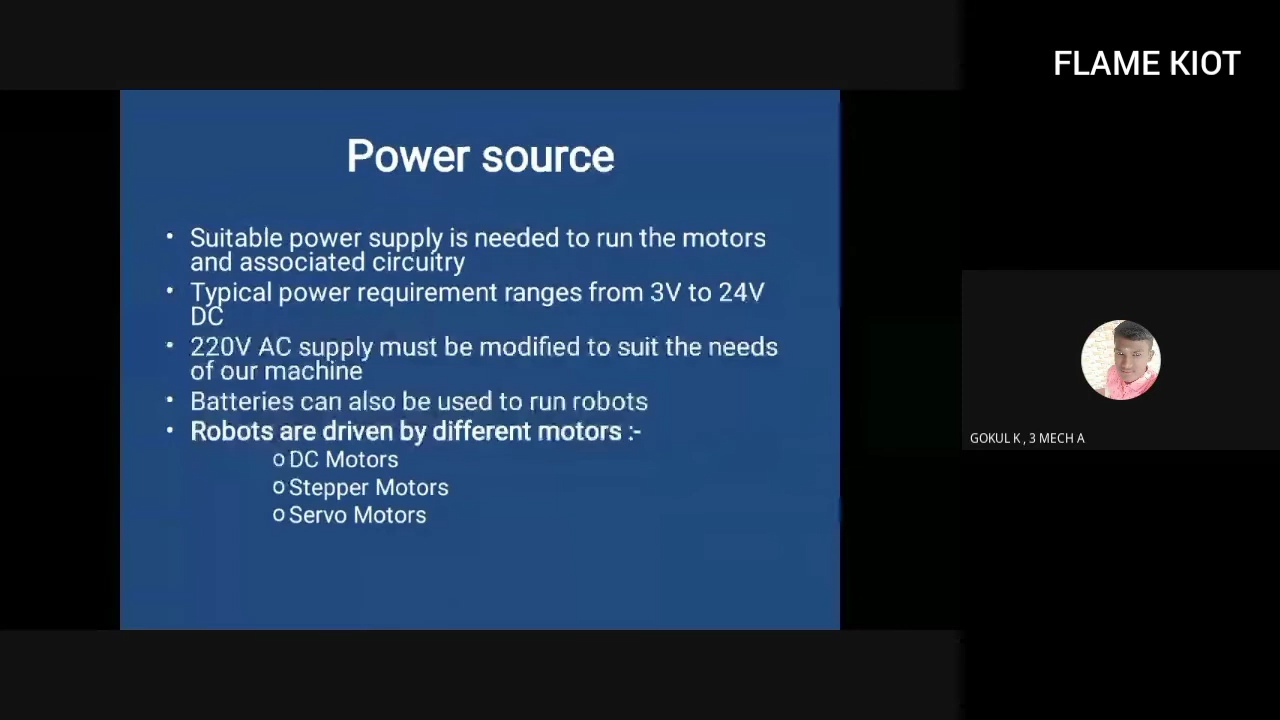 FLAME KIOT
Power source
• Suitable power supply is needed to run the motors
and associated circuitry
• Typical power requirement ranges from 3V to 24V
DC
• 220V AC supply must be modified to suit the needs
of our machine
• Batteries can also be used to run robots
• Robots are driven by different motors :-
o DC Motors
o Stepper Motors
o Servo Motors
GOKUL K , 3 MECH A